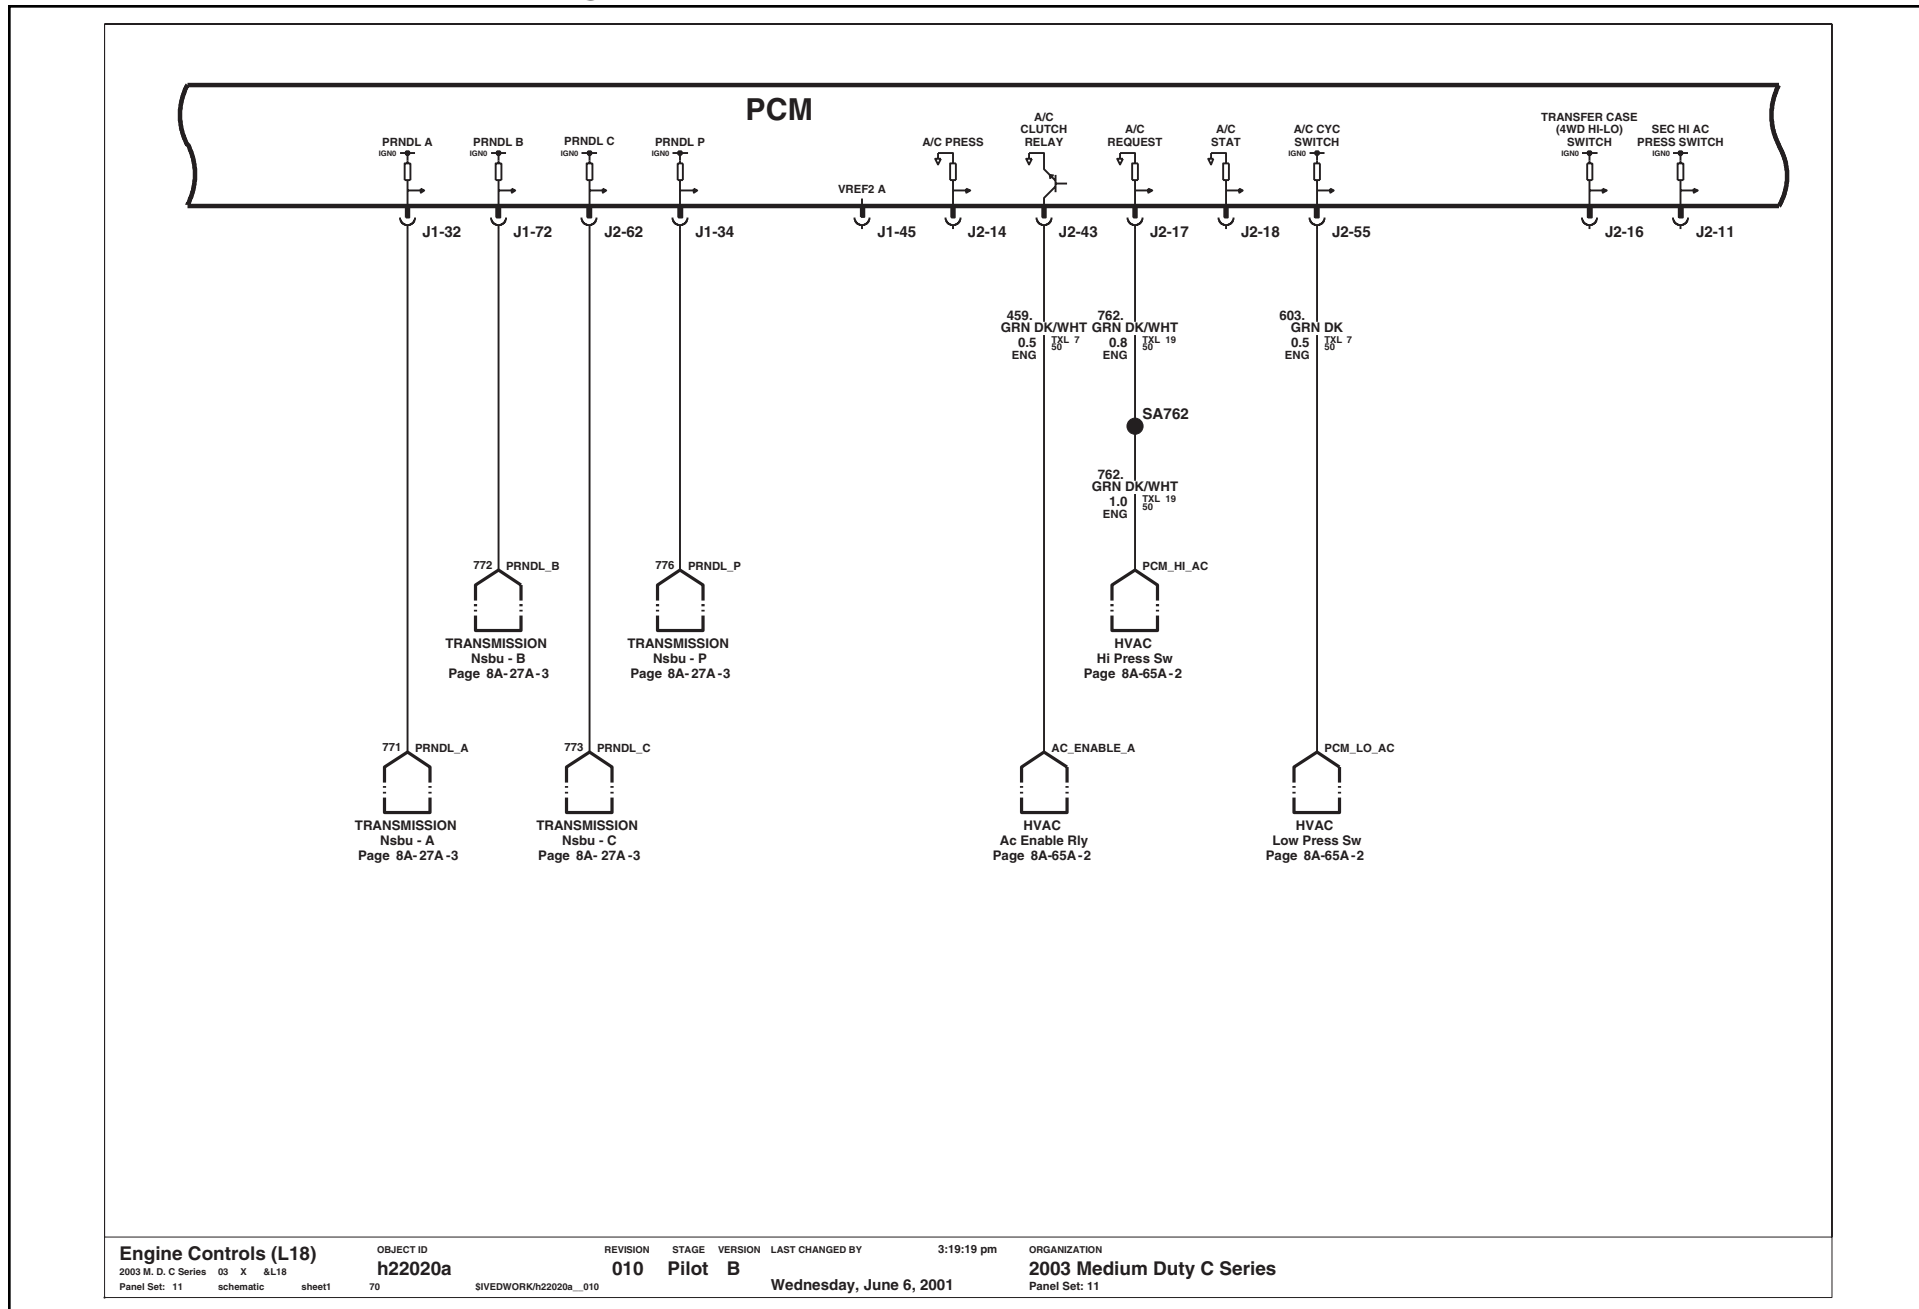 PCM
PRNDL A
IGN0
PRNDL B
IGN0
PRNDL C
IGN0
PRNDL P
IGN0
VREF2 A
A/C PRESS
A/C
CLUTCH
RELAY
A/C
REQUEST
A/C
STAT
A/C CYC
SWITCH
IGN0
TRANSFER CASE
(4WD HI-LO)
SWITCH
IGN0
SEC HI AC
PRESS SWITCH
IGN0
J1-32
J1-72
J2-62
J1-34
J1-45
J2-14
J2-43
J2-17
J2-18
J2-55
J2-16
J2-11
459.
GRN DK/WHT
0.5 TXL 7
50
ENG
762.
GRN DK/WHT
0.8 TXL 19
50
ENG
603.
GRN DK
0.5 TXL 7
50
ENG
SA762
762.
GRN DK/WHT
1.0 TXL 19
50
ENG
772 PRNDL_B
TRANSMISSION
Nsbu - B
Page 8A-27A-3
776 PRNDL_P
TRANSMISSION
Nsbu - P
Page 8A-27A-3
PCM_HI_AC
HVAC
Hi Press Sw
Page 8A-65A-2
771 PRNDL_A
TRANSMISSION
Nsbu - A
Page 8A-27A-3
773 PRNDL_C
TRANSMISSION
Nsbu - C
Page 8A-27A-3
AC_ENABLE_A
HVAC
Ac Enable Rly
Page 8A-65A-2
PCM_LO_AC
HVAC
Low Press Sw
Page 8A-65A-2
Engine Controls (L18)
2003 M. D. C Series 03 X &L18
Panel Set: 11 schematic sheet1 70 $IVEDWORK/h22020a__010
OBJECT ID
h22020a
REVISION
010
STAGE
Pilot
VERSION
B
LAST CHANGED BY 3:19:19 pm
Wednesday, June 6, 2001
ORGANIZATION
2003 Medium Duty C Series
Panel Set: 11